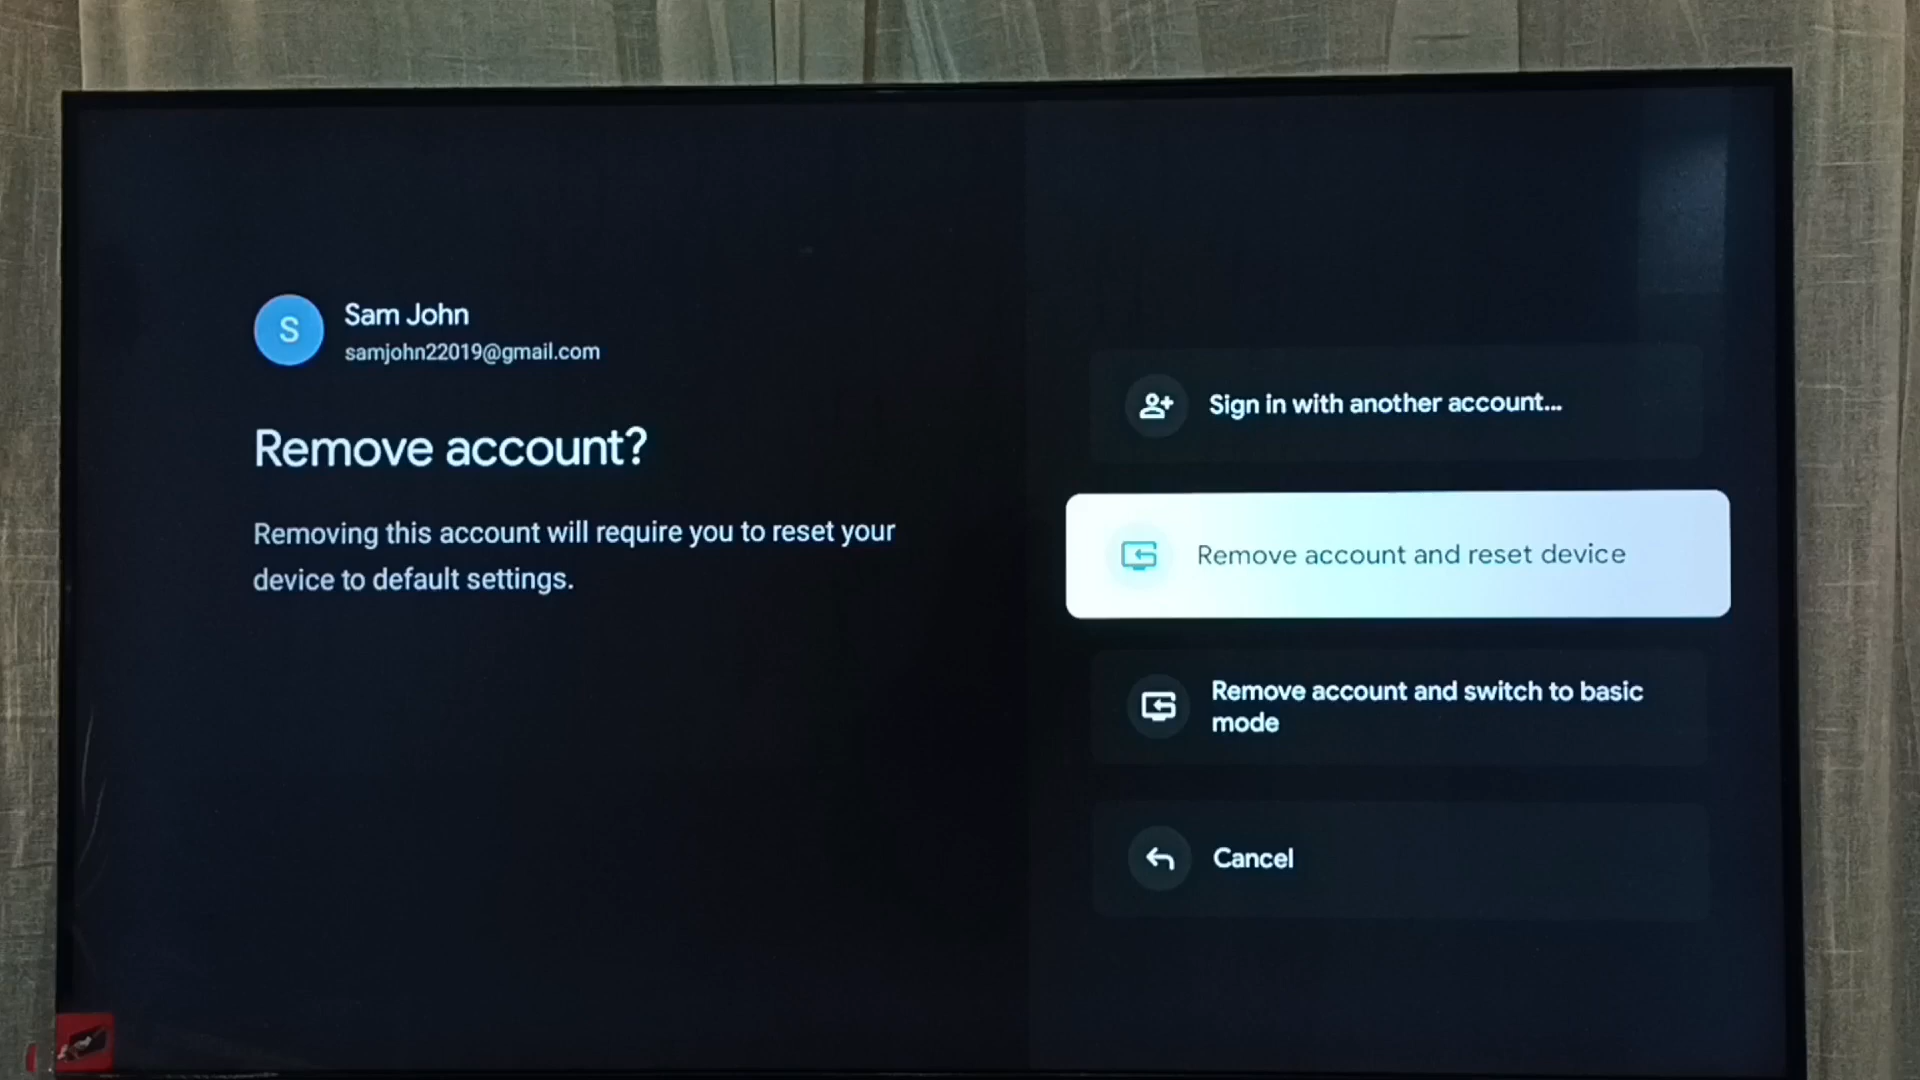 S
Sam John
samjohn22019@gmail.com
Remove account?
Removing this account will require you to reset your
device to default settings.
Sign in with another account...
Remove account and reset device
Remove account and switch to basic
mode
Cancel